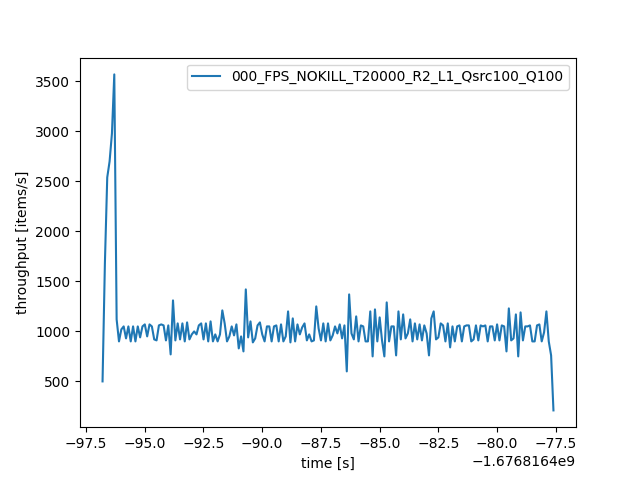 000_FPS_NOKILL_T20000_R2_L1_Qsrc100_Q100
throughput [items/s]
3500
3000
2500
2000
1500
1000
500
−97.5 −95.0 −92.5 −90.0 −87.5 −85.0 −82.5 −80.0 −77.5
time [s]
−1.6768164e9